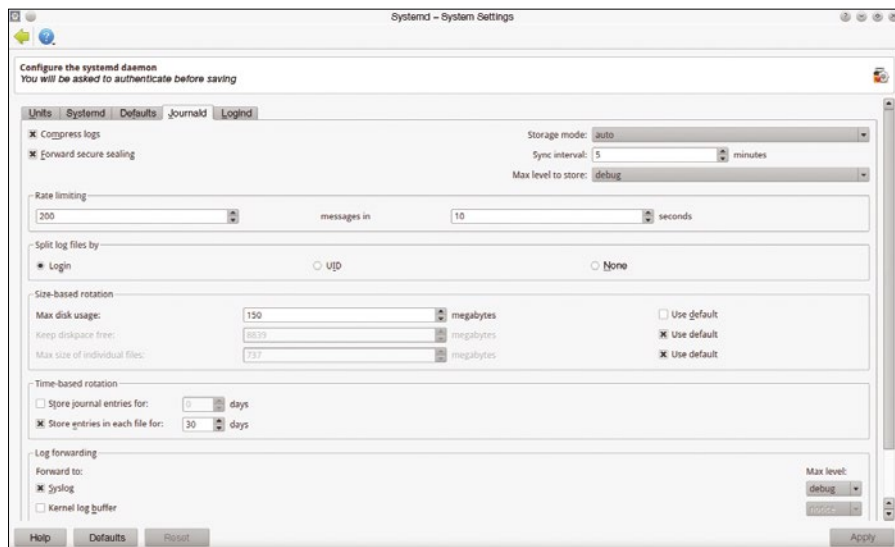 Systemd – System Settings
Configure the systemd daemon
You will be asked to authenticate before saving
Units Systemd Defaults Journald Logind
Compress logs Storage mode: auto
Forward secure sealing Sync interval: 5 minutes
Max level to store: debug
Rate limiting
200 messages in 10 seconds
Split log files by
Login UID None
Size-based rotation
Max disk usage: 150 megabytes Use default
Keep diskpace free: 8839 megabytes Use default
Max size of individual files: 737 megabytes Use default
Time-based rotation
Store journal entries for: 0 days
Store entries in each file for: 30 days
Log forwarding
Forward to: Max level:
Syslog debug
Kernel log buffer
Help Defaults Reset Apply